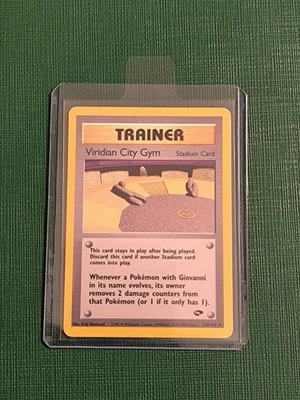 TRAINER
Viridian City Gym Stadium Card
This card stays in play after being played.
Discard this card if another Stadium card
comes into play.
Whenever a Pokémon with Giovanni
in its name evolves, its owner
removes 2 damage counters from
that Pokémon (or 1 if it only has 1).